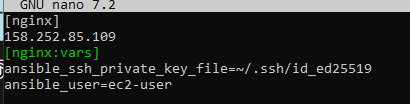 GNU nano 7.2
[nginx]
158.252.85.109
[nginx:vars]
ansible_ssh_private_key_file=~/.ssh/id_ed25519
ansible_user=ec2-user